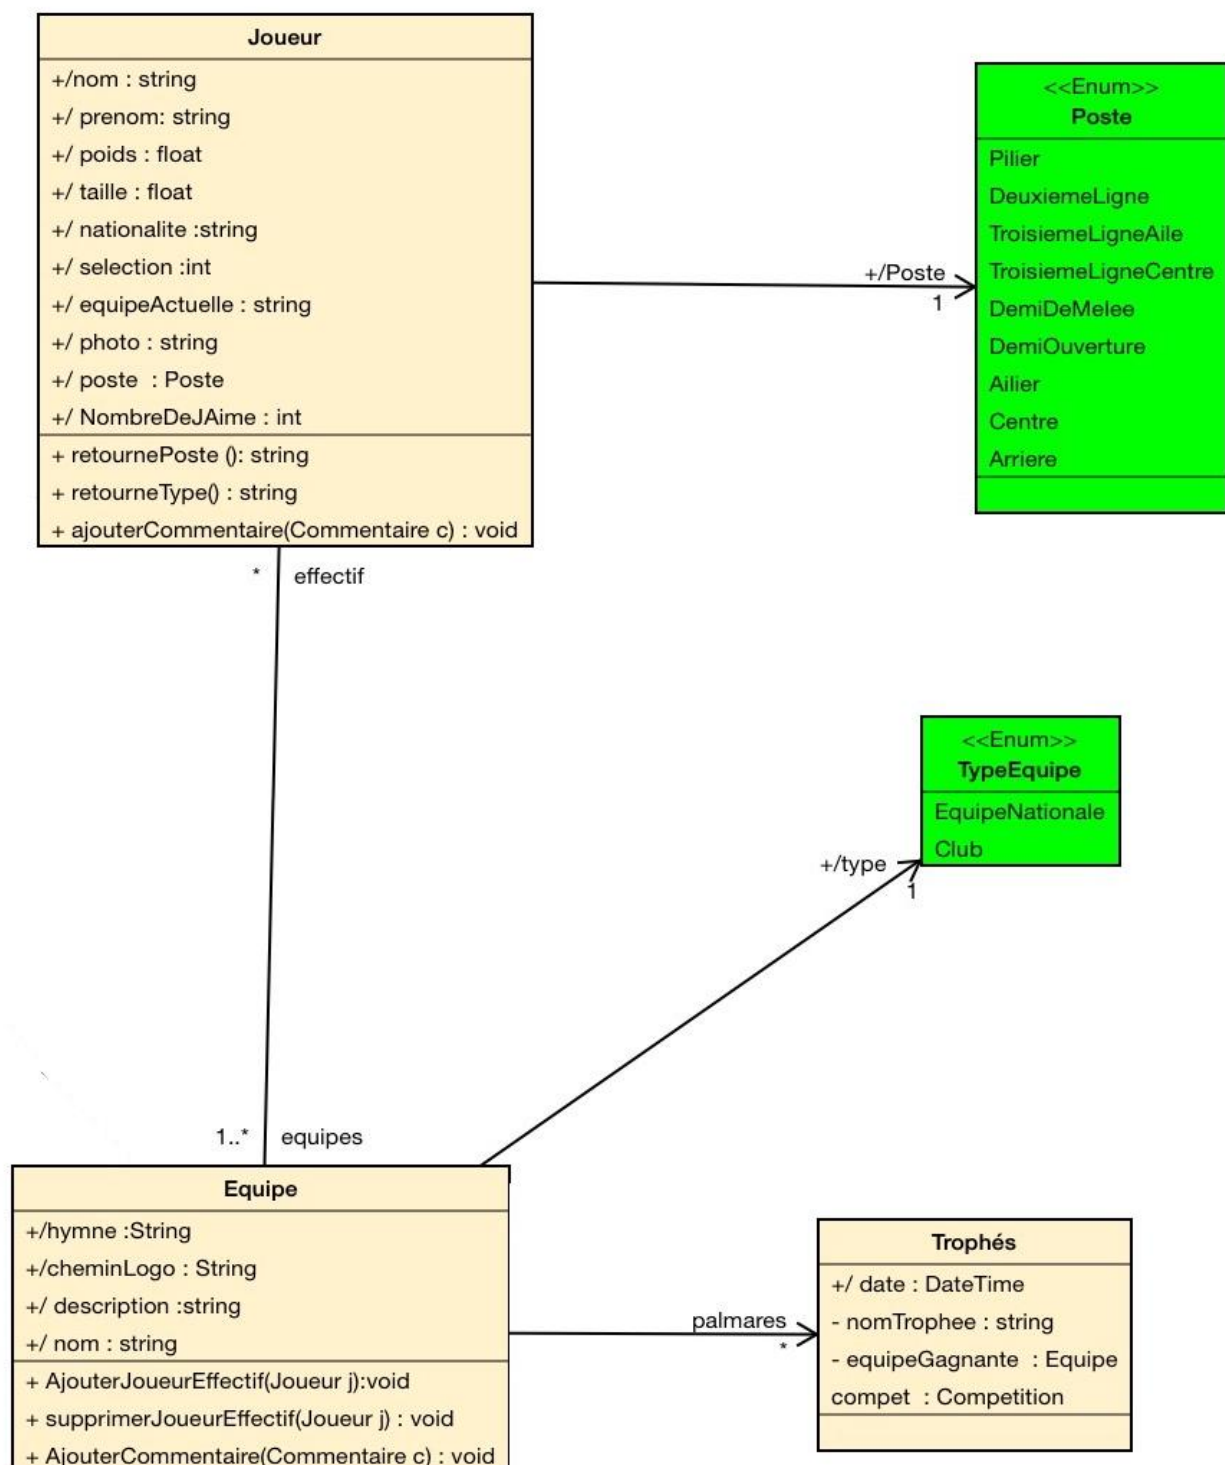 Joueur
+/nom : string
+/ prenom: string
+/ poids : float
+/ taille : float
+/ nationalite :string
+/ selection :int
+/ equipeActuelle : string
+/ photo : string
+/ poste : Poste
+/ NombreDeJAime : int
+ retournePoste (): string
+ retourneType() : string
+ ajouterCommentaire(Commentaire c) : void
+/Poste
1
<<Enum>>
Poste
Pilier
DeuxiemeLigne
TroisiemeLigneAile
TroisiemeLigneCentre
DemiDeMelee
DemiOuverture
Ailier
Centre
Arriere
* effectif
<<Enum>>
TypeEquipe
EquipeNationale
Club
+/type
1
1..* equipes
Equipe
+/hymne :String
+/cheminLogo : String
+/ description :string
+/ nom : string
+ AjouterJoueurEffectif(Joueur j):void
+ supprimerJoueurEffectif(Joueur j) : void
+ AjouterCommentaire(Commentaire c) : void
palmares
*
Trophés
+/ date : DateTime
- nomTrophee : string
- equipeGagnante : Equipe
compet : Competition